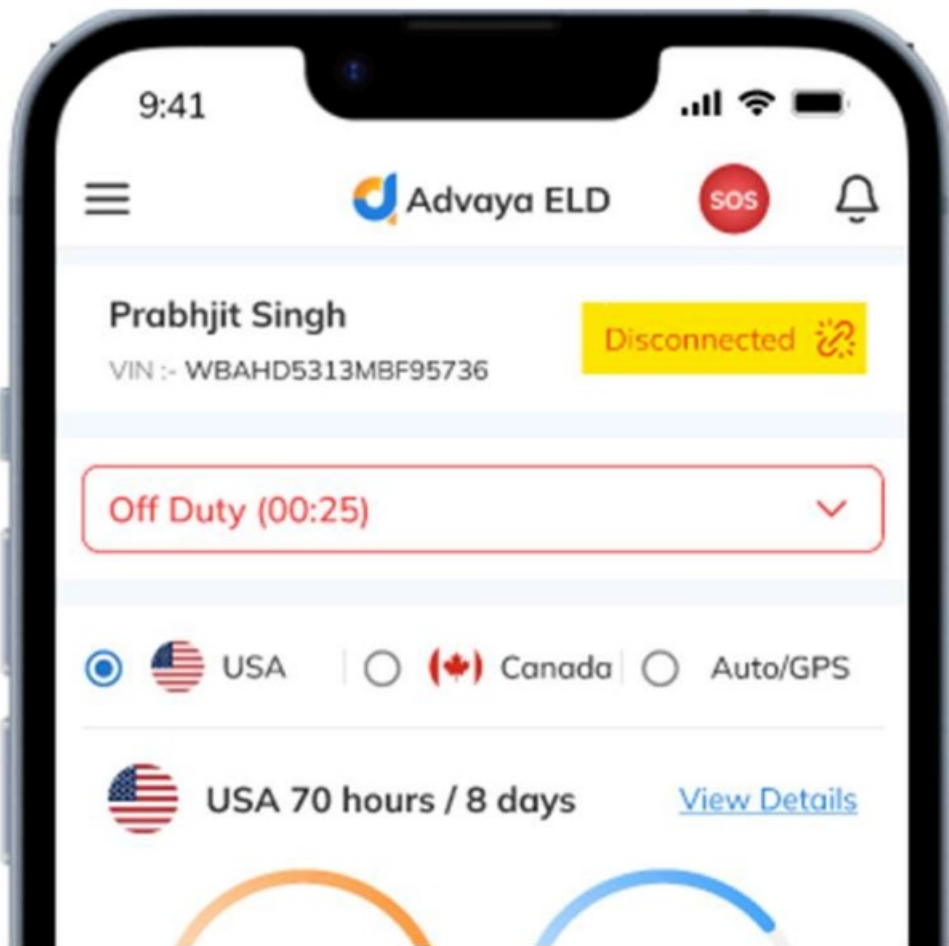 9:41
Advaya ELD
SOS
Prabhjit Singh
Disconnected
VIN :- WBAHD5313MBF95736
Off Duty (00:25)
USA
Canada
Auto/GPS
USA 70 hours / 8 days
View Details